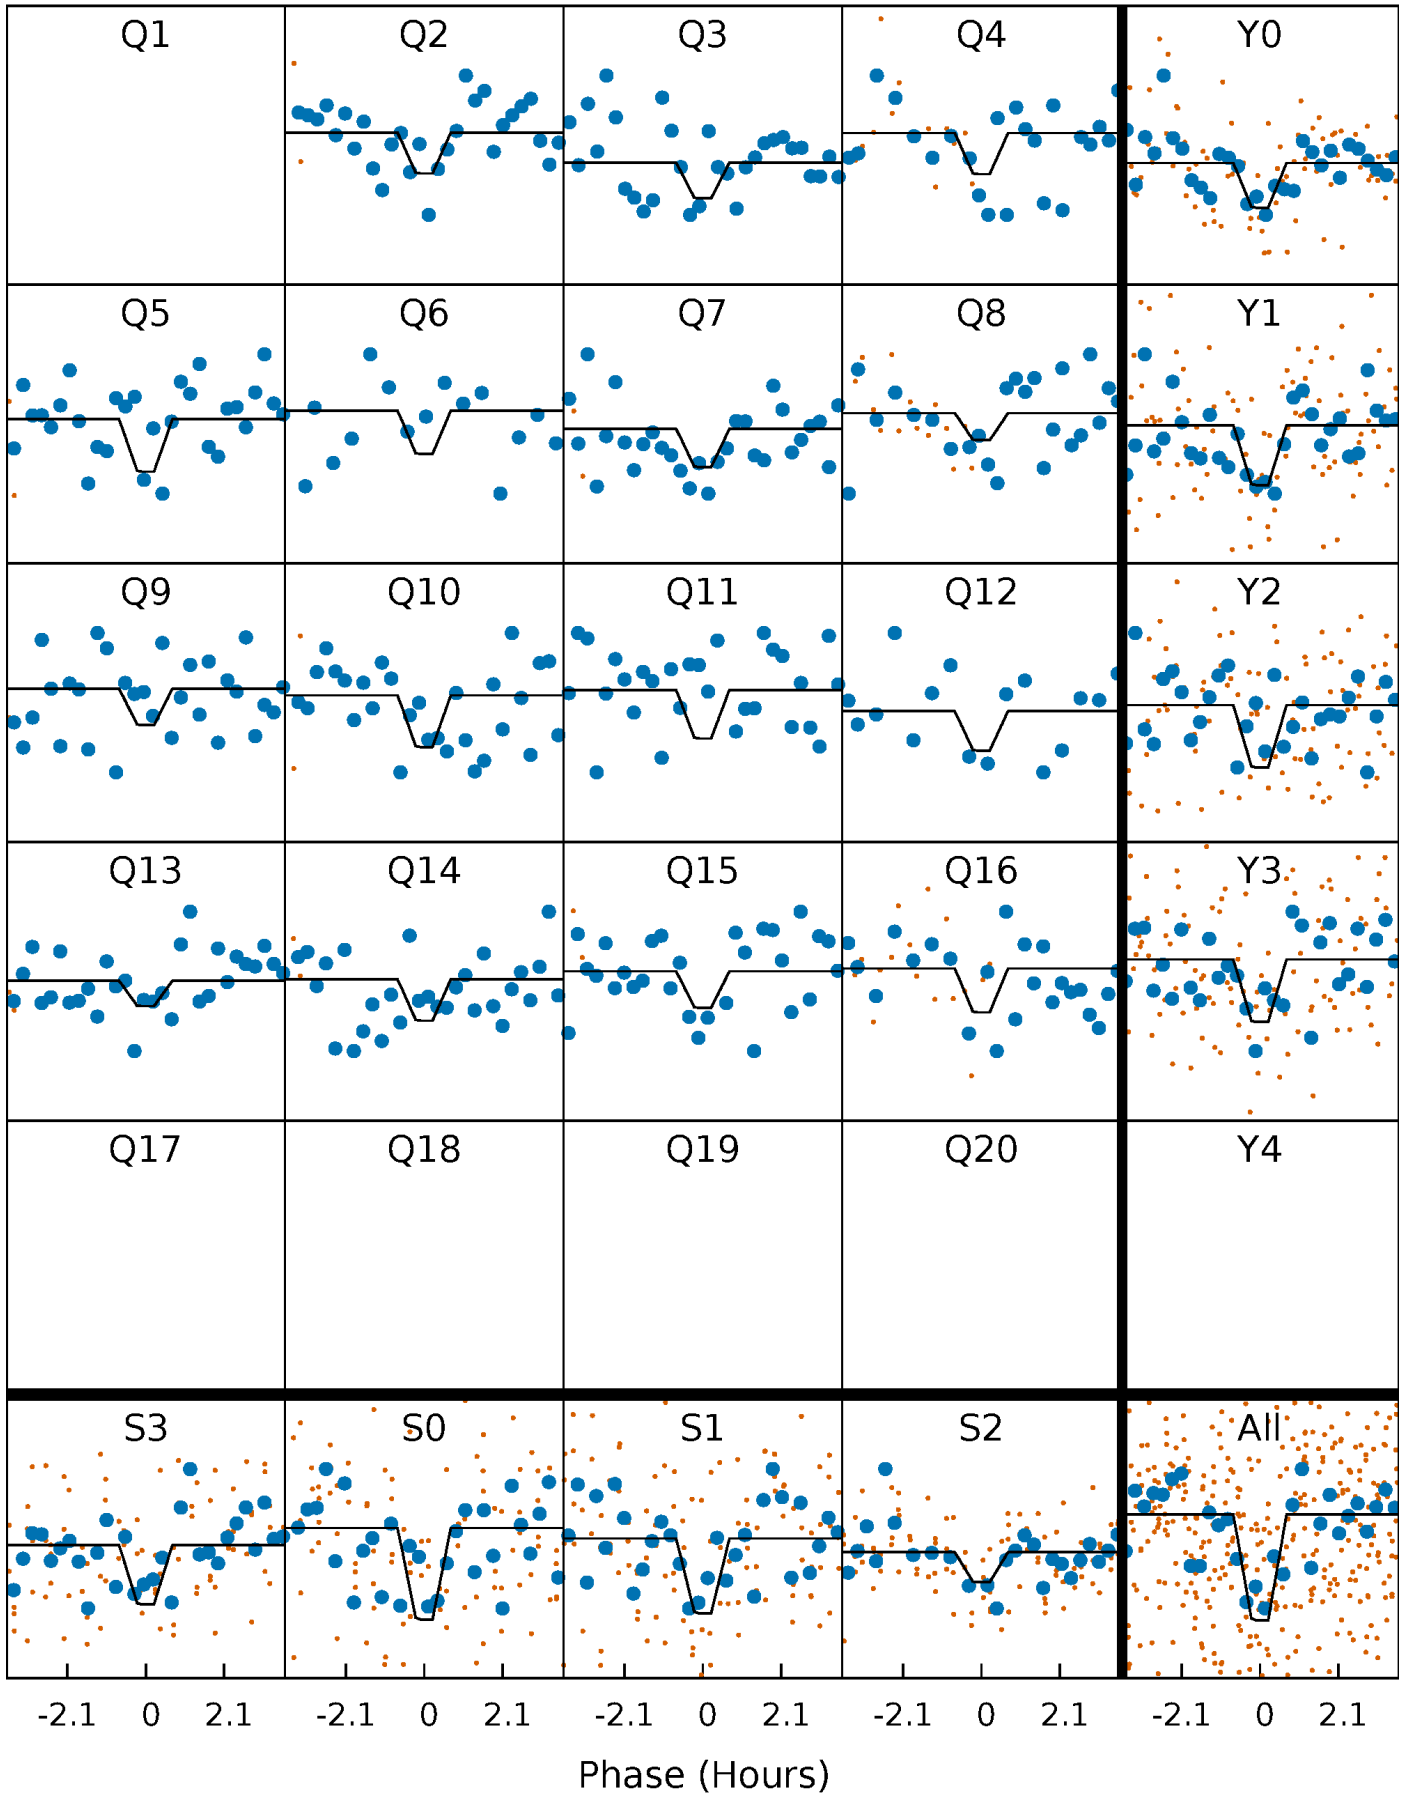 Q1 Q2 Q3 Q4 Y0
Q5 Q6 Q7 Q8 Y1
Q9 Q10 Q11 Q12 Y2
Q13 Q14 Q15 Q16 Y3
Q17 Q18 Q19 Q20 Y4
S3 S0 S1 S2 All
-2.1 0 2.1 -2.1 0 2.1 -2.1 0 2.1 -2.1 0 2.1 -2.1 0 2.1
Phase (Hours)